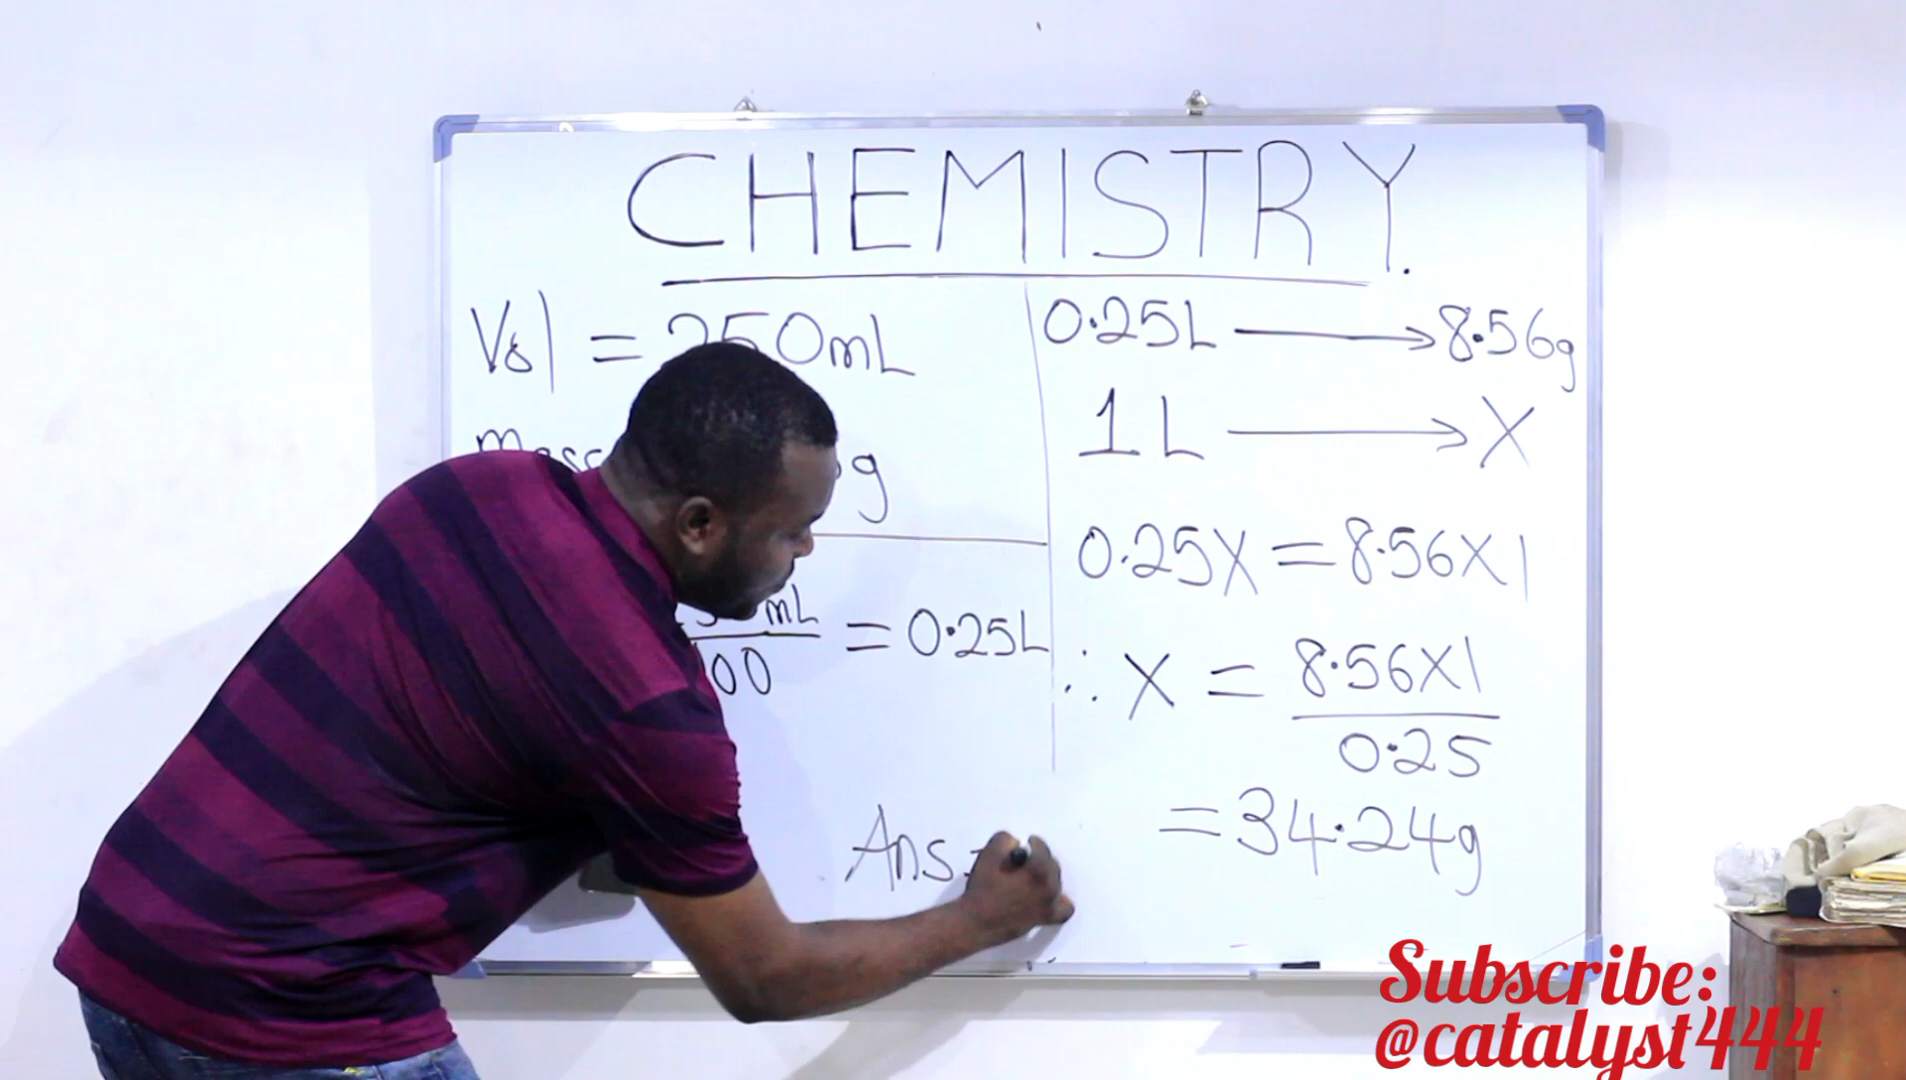 CHEMISTRY.
Vol = 250mL
g
mL
00
= 0.25L
Ans
0.25L → 8.56g
1L → X
0.25X = 8.56X1
∴ X = 8.56X1
0.25
= 34.24g
Subscribe:
@catalyst444